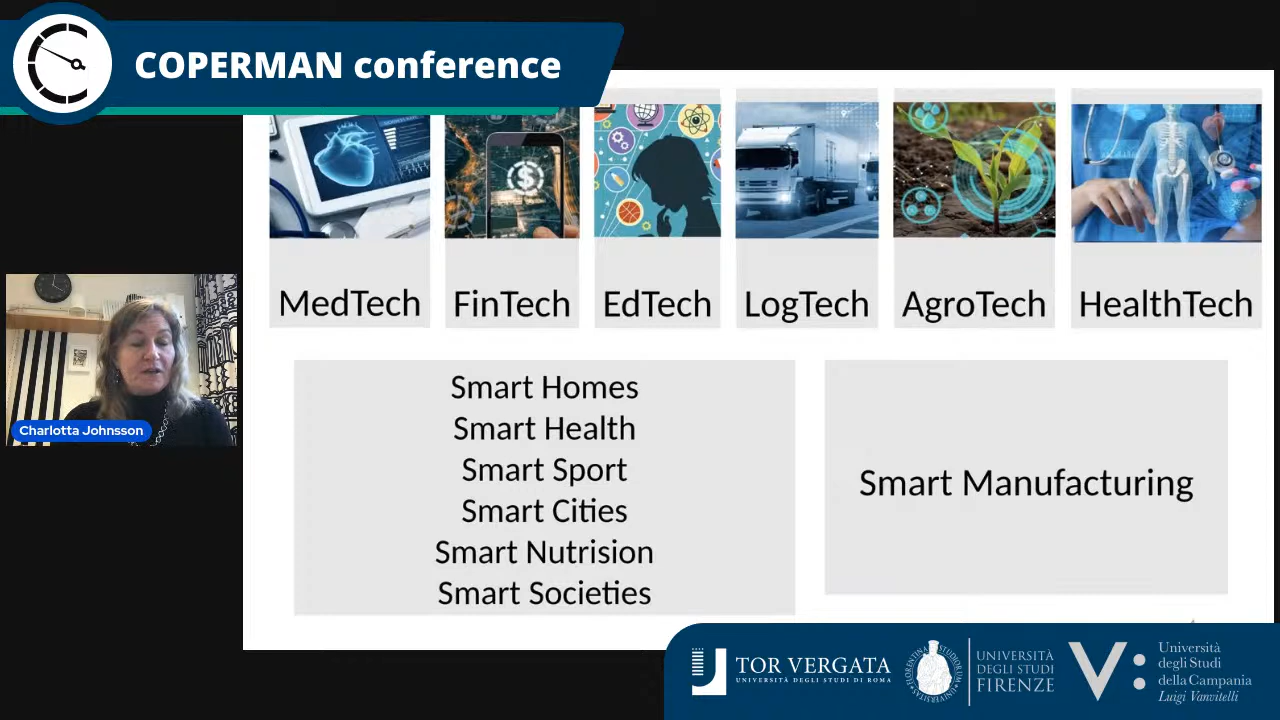 COPERMAN conference
MedTech
FinTech
EdTech
LogTech
AgroTech
HealthTech
Smart Homes
Smart Health
Smart Sport
Smart Cities
Smart Nutrision
Smart Societies
Smart Manufacturing
Charlotta Johnsson
TOR VERGATA
UNIVERSITÀ DEGLI STUDI DI ROMA
UNIVERSITÀ
DEGLI STUDI
FIRENZE
Università
degli Studi
della Campania
Luigi Vanvitelli